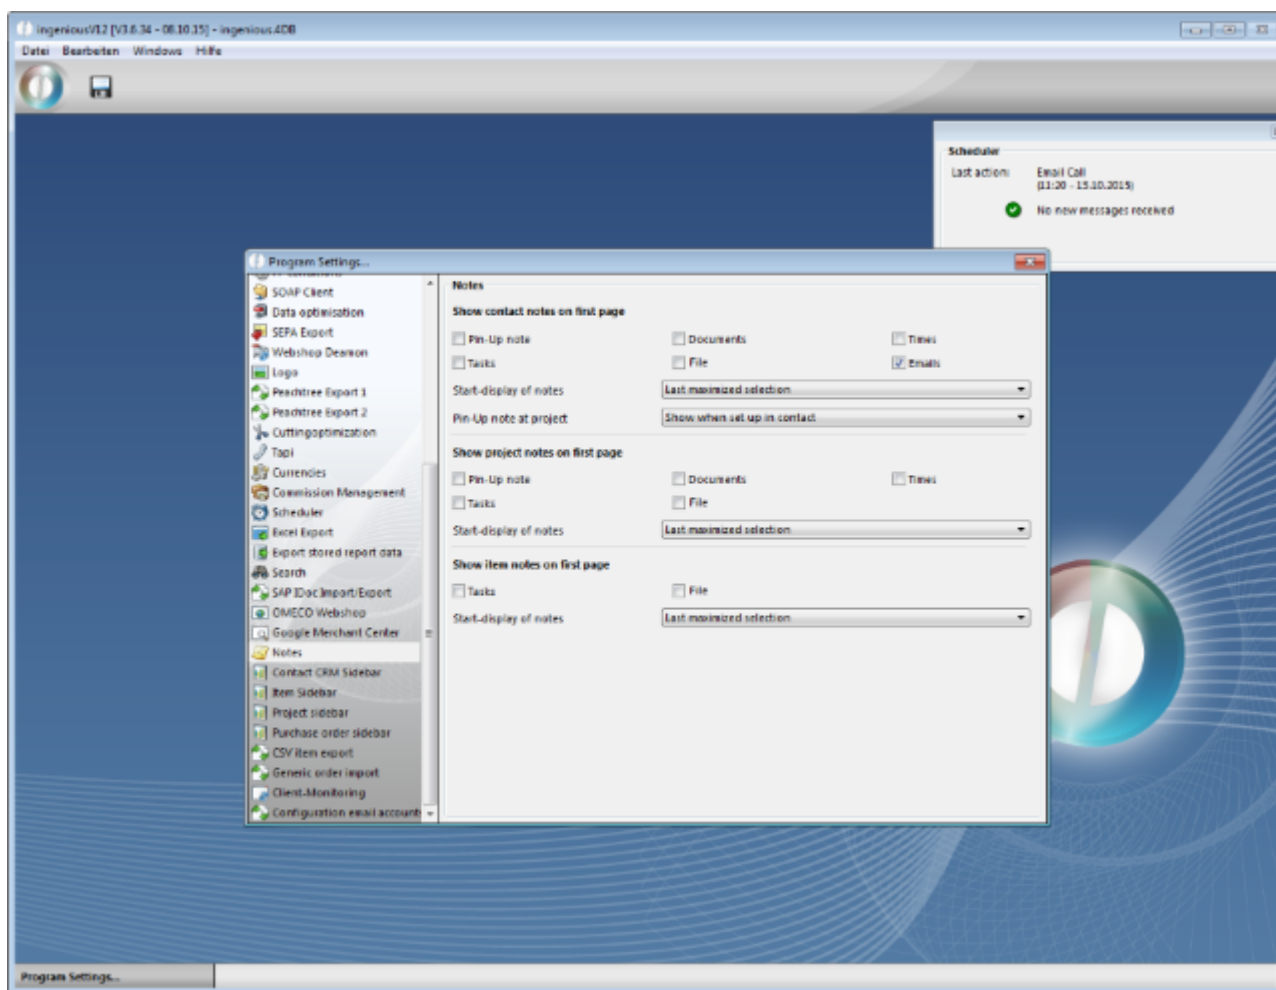 ingeniousV12 [V3.6.34 - 08.10.15] - ingenious.4DB
Datei Bearbeiten Windows Hilfe
Scheduler
Last action: Email Call
(11:20 - 15.10.2015)
No new messages received
Program Settings...
SOAP Client
Data optimisation
SEPA Export
Webshop Deamon
Logo
Peachtree Export 1
Peachtree Export 2
Cuttingoptimization
Tapi
Currencies
Commission Management
Scheduler
Excel Export
Export stored report data
Search
SAP IDoc Import/Export
OMECO Webshop
Google Merchant Center
Notes
Contact CRM Sidebar
Item Sidebar
Project sidebar
Purchase order sidebar
CSV item export
Generic order import
Client-Monitoring
Configuration email account
Notes
Show contact notes on first page
Pin-Up note Documents Times
Tasks File Emails
Start-display of notes Last maximized selection
Pin-Up note at project Show when set up in contact
Show project notes on first page
Pin-Up note Documents Times
Tasks File
Start-display of notes Last maximized selection
Show item notes on first page
Tasks File
Start-display of notes Last maximized selection
Program Settings...